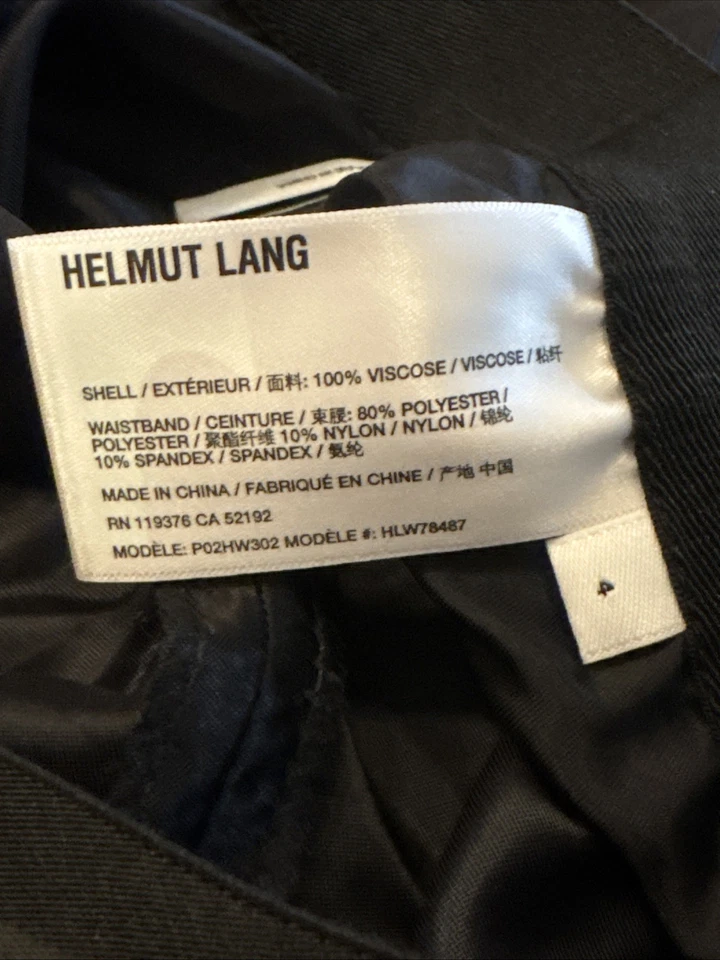 HELMUT LANG
SHELL / EXTÉRIEUR / 面料: 100% VISCOSE / VISCOSE / 粘纤
WAISTBAND / CEINTURE / 束腰: 80% POLYESTER /
POLYESTER / 聚酯纤维 10% NYLON / NYLON / 锦纶
10% SPANDEX / SPANDEX / 氨纶
MADE IN CHINA / FABRIQUÉ EN CHINE / 产地 中国
RN 119376 CA 52192
MODÈLE: P02HW302 MODÈLE #: HLW78487
4